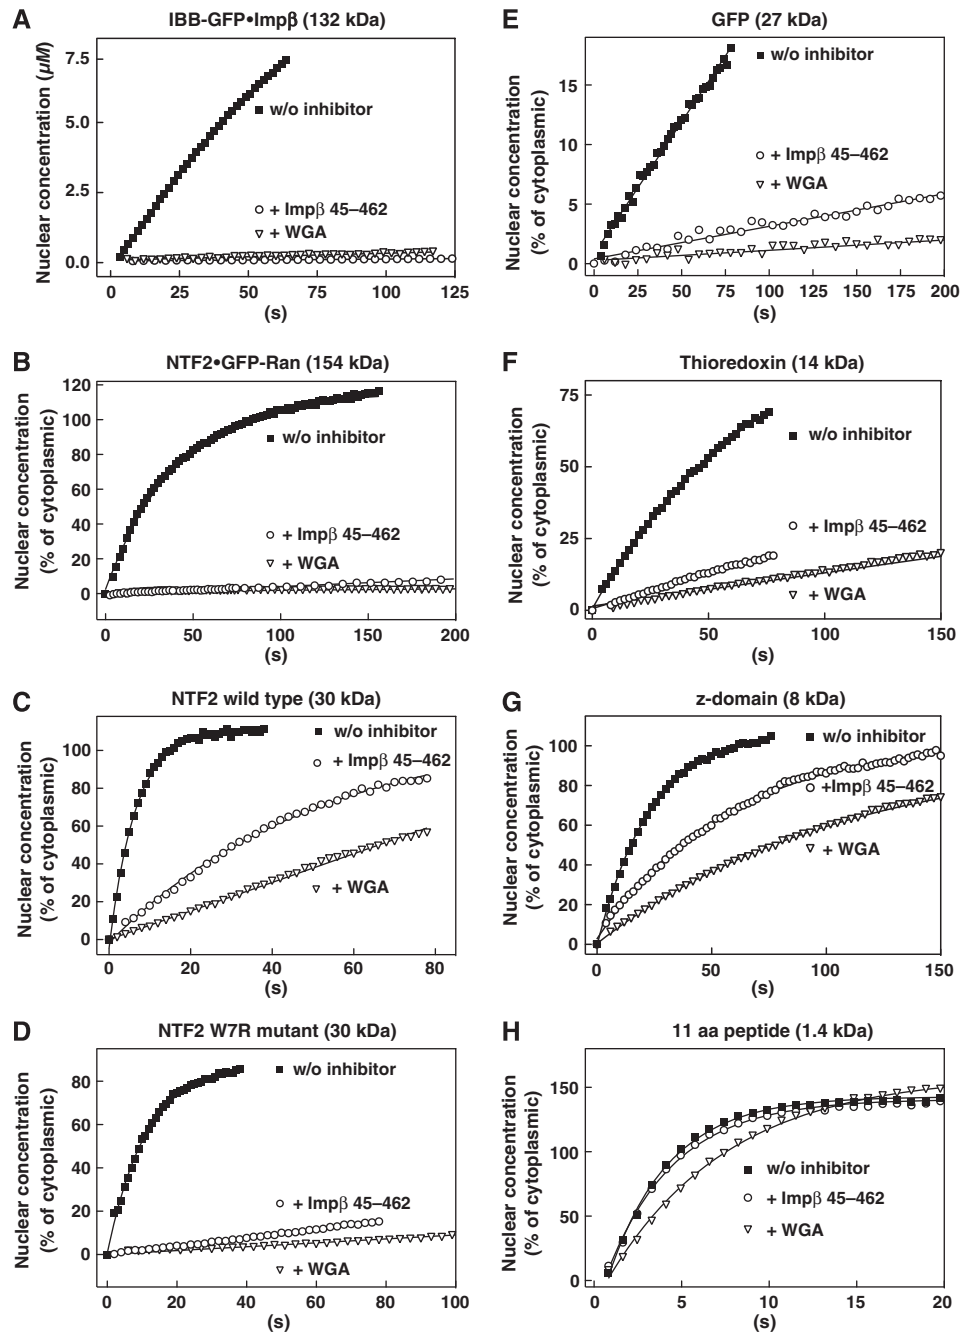 A
IBB-GFP•Impβ (132 kDa)
Nuclear concentration (µM)
7.5
5.0
2.5
0.0
w/o inhibitor
+ Impβ 45–462
+ WGA
0 25 50 75 100 125
(s)
B
NTF2•GFP-Ran (154 kDa)
Nuclear concentration
(% of cytoplasmic)
120
100
80
60
40
20
0
w/o inhibitor
+ Impβ 45–462
+ WGA
0 50 100 150 200
(s)
C
NTF2 wild type (30 kDa)
Nuclear concentration
(% of cytoplasmic)
100
80
60
40
20
0
w/o inhibitor
+ Impβ 45–462
+ WGA
0 20 40 60 80
(s)
D
NTF2 W7R mutant (30 kDa)
Nuclear concentration
(% of cytoplasmic)
80
60
40
20
0
w/o inhibitor
+ Impβ 45–462
+ WGA
0 20 40 60 80 100
(s)
E
GFP (27 kDa)
Nuclear concentration
(% of cytoplasmic)
15
10
5
0
w/o inhibitor
+ Impβ 45–462
+ WGA
0 25 50 75 100 125 150 175 200
(s)
F
Thioredoxin (14 kDa)
Nuclear concentration
(% of cytoplasmic)
75
50
25
0
w/o inhibitor
+ Impβ 45–462
+ WGA
0 50 100 150
(s)
G
z-domain (8 kDa)
Nuclear concentration
(% of cytoplasmic)
100
80
60
40
20
0
w/o inhibitor
+Impβ 45–462
+ WGA
0 50 100 150
(s)
H
11 aa peptide (1.4 kDa)
Nuclear concentration
(% of cytoplasmic)
150
100
50
0
w/o inhibitor
+ Impβ 45–462
+ WGA
0 5 10 15 20
(s)